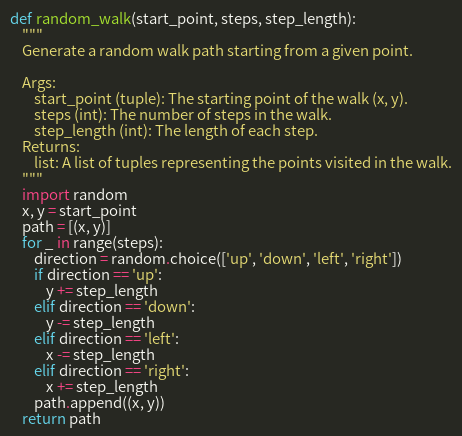 def random_walk(start_point, steps, step_length):
    """
    Generate a random walk path starting from a given point.

    Args:
        start_point (tuple): The starting point of the walk (x, y).
        steps (int): The number of steps in the walk.
        step_length (int): The length of each step.
    Returns:
        list: A list of tuples representing the points visited in the walk.
    """
    import random
    x, y = start_point
    path = [(x, y)]
    for _ in range(steps):
        direction = random.choice(['up', 'down', 'left', 'right'])
        if direction == 'up':
            y += step_length
        elif direction == 'down':
            y -= step_length
        elif direction == 'left':
            x -= step_length
        elif direction == 'right':
            x += step_length
        path.append((x, y))
    return path